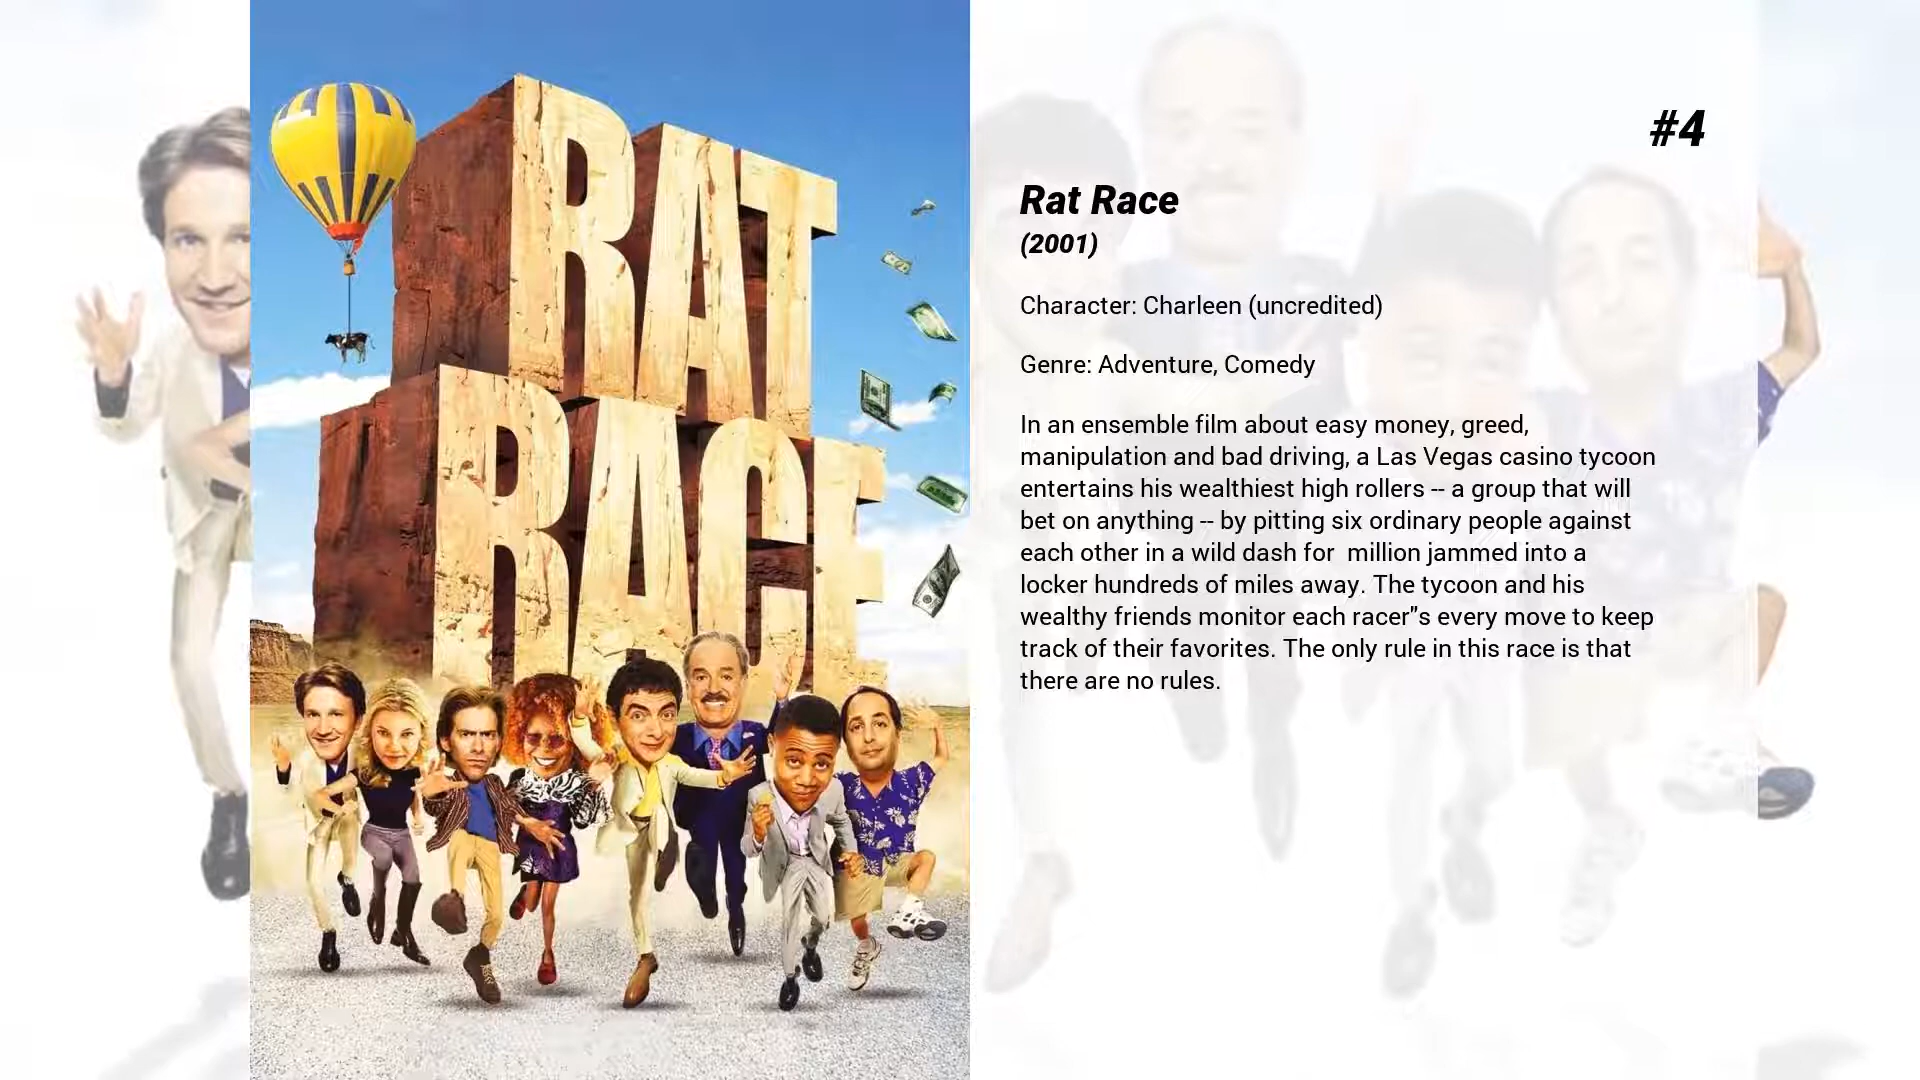 RAT
RACE
#4
Rat Race
(2001)
Character: Charleen (uncredited)
Genre: Adventure, Comedy
In an ensemble film about easy money, greed,
manipulation and bad driving, a Las Vegas casino tycoon
entertains his wealthiest high rollers -- a group that will
bet on anything -- by pitting six ordinary people against
each other in a wild dash for  million jammed into a
locker hundreds of miles away. The tycoon and his
wealthy friends monitor each racer"s every move to keep
track of their favorites. The only rule in this race is that
there are no rules.